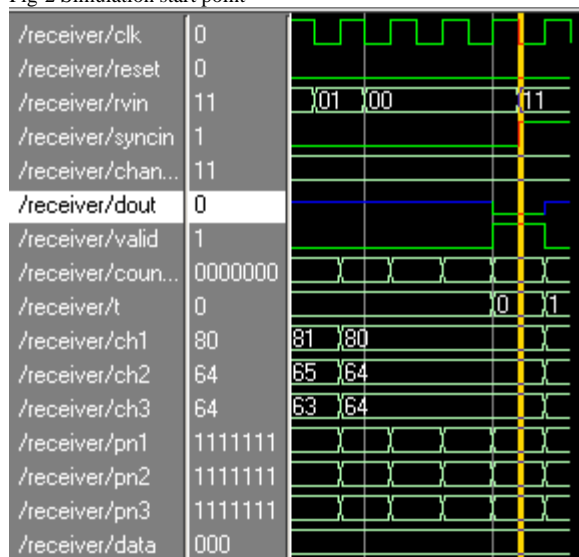 Fig-2 Simulation start point
/receiver/clk 0
/receiver/reset 0
/receiver/rvin 11 01 00 11
/receiver/syncin 1
/receiver/chan... 11
/receiver/dout 0
/receiver/valid 1
/receiver/coun... 0000000
/receiver/t 0 0 1
/receiver/ch1 80 81 80
/receiver/ch2 64 65 64
/receiver/ch3 64 63 64
/receiver/pn1 1111111
/receiver/pn2 1111111
/receiver/pn3 1111111
/receiver/data 000